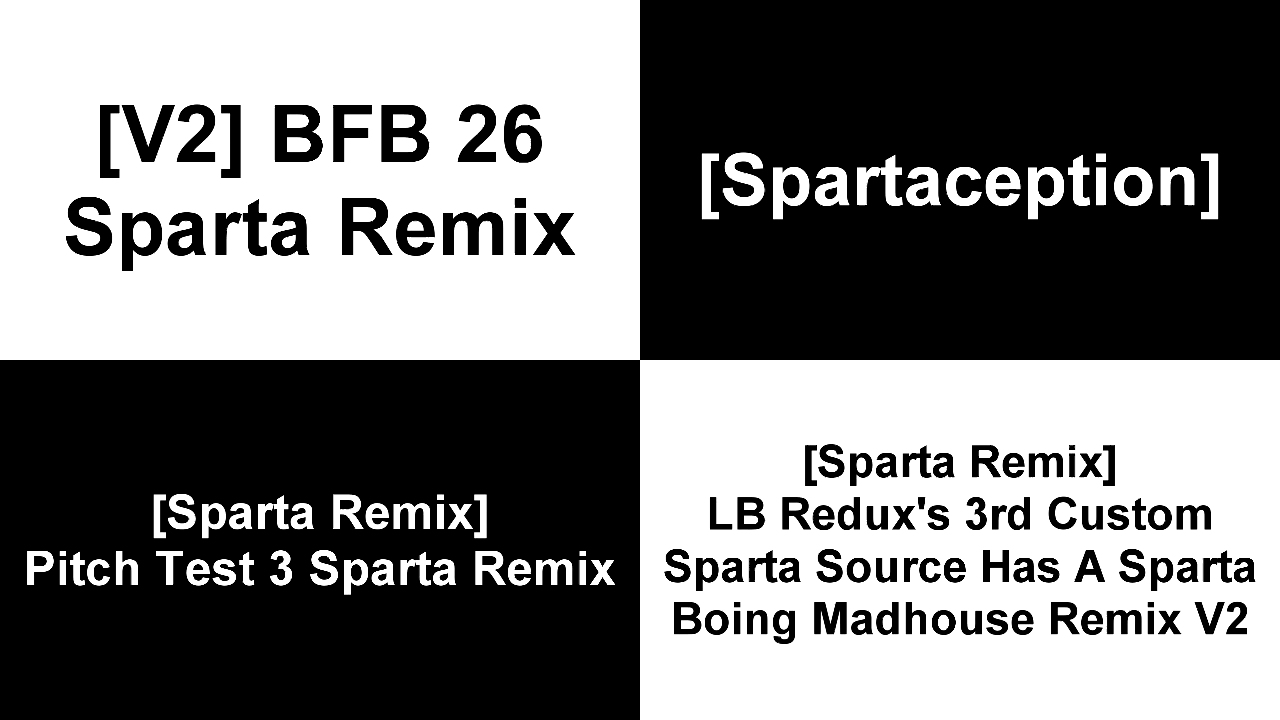 [V2] BFB 26
Sparta Remix
[Spartaception]
[Sparta Remix]
Pitch Test 3 Sparta Remix
[Sparta Remix]
LB Redux's 3rd Custom
Sparta Source Has A Sparta
Boing Madhouse Remix V2